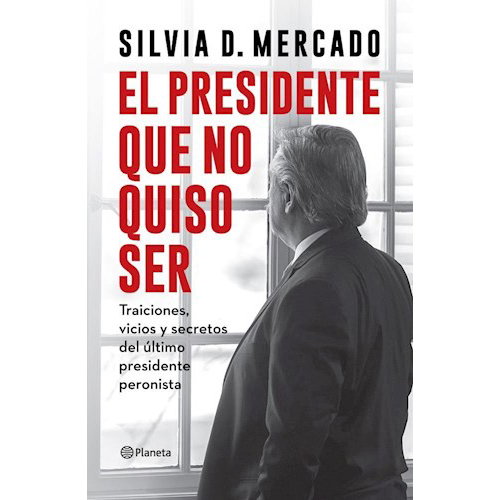 SILVIA D. MERCADO
EL PRESIDENTE
QUE NO
QUISO
SER
Traiciones,
vicios y secretos
del último
presidente
peronista
Planeta